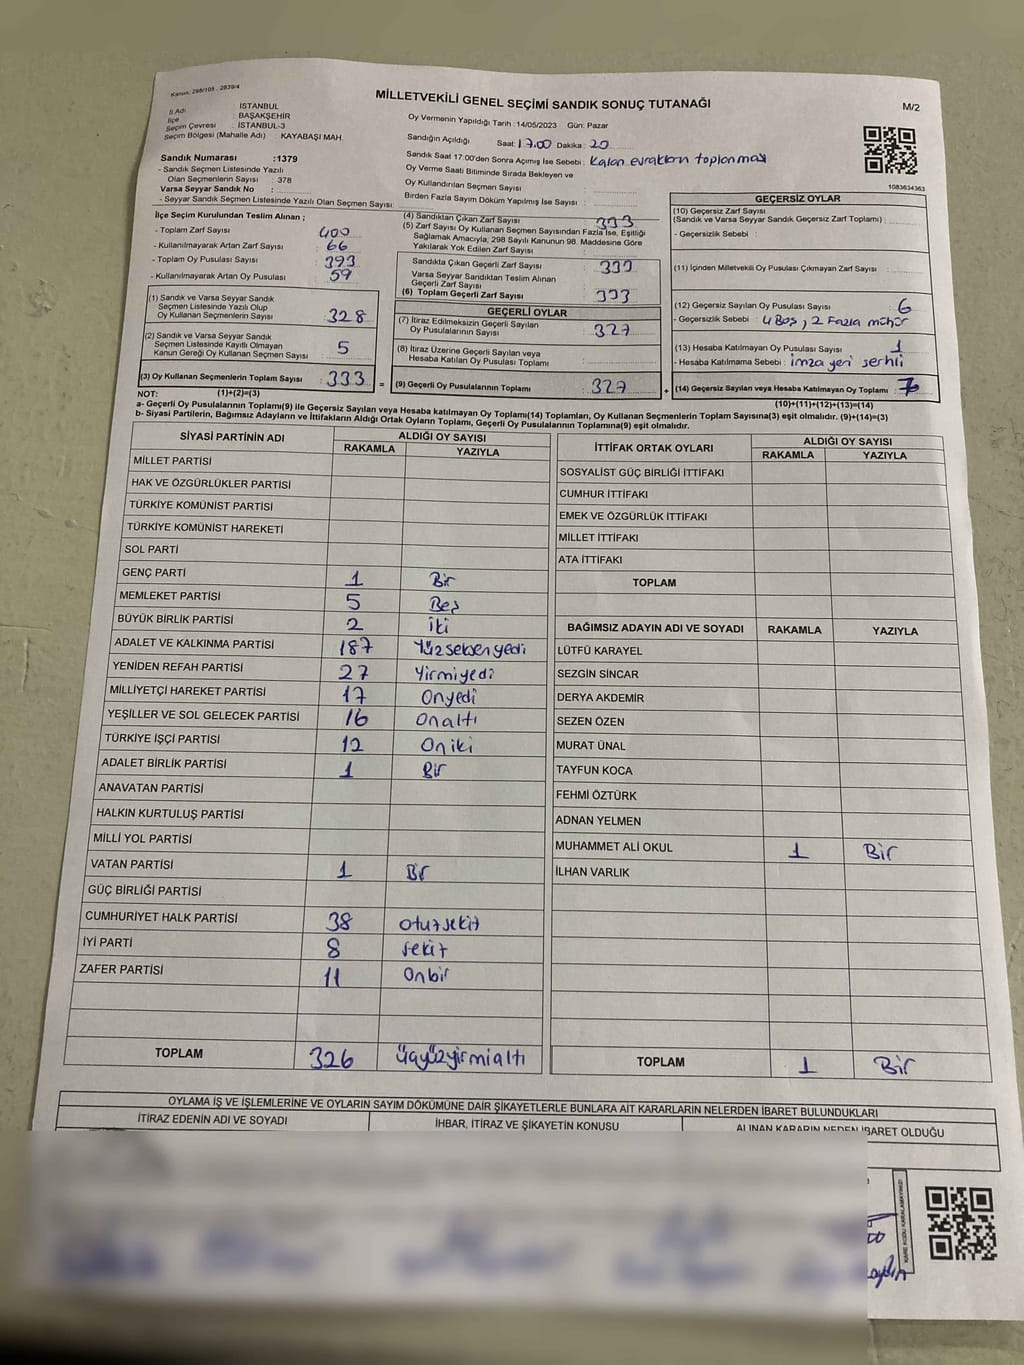 Kanun, 298/105 , 2839/4
MİLLETVEKİLİ GENEL SEÇİMİ SANDIK SONUÇ TUTANAĞI
M/2
İl Adı : İSTANBUL
İlçe : BAŞAKŞEHİR
Seçim Çevresi : İSTANBUL-3
Seçim Bölgesi (Mahalle Adı) : KAYABAŞI MAH.
Sandık Numarası :1379
- Sandık Seçmen Listesinde Yazılı
Olan Seçmenlerin Sayısı : 378
Varsa Seyyar Sandık No :
- Seyyar Sandık Seçmen Listesinde Yazılı Olan Seçmen Sayısı:
Oy Vermenin Yapıldığı Tarih :14/05/2023 Gün: Pazar
Sandığın Açıldığı Saat: 17.00 Dakika: 20
Sandık Saat 17:00'den Sonra Açımış İse Sebebi : Kalan evrakların toplanması
Oy Verme Saati Bitiminde Sırada Bekleyen ve
Oy Kullandırılan Seçmen Sayısı :
Birden Fazla Sayım Döküm Yapılmış İse Sayısı :
1083634363
İlçe Seçim Kurulundan Teslim Alınan ;
- Toplam Zarf Sayısı : 400
- Kullanılmayarak Artan Zarf Sayısı : 66
- Toplam Oy Pusulası Sayısı : 393
- Kullanılmayarak Artan Oy Pusulası : 59
(1) Sandık ve Varsa Seyyar Sandık
Seçmen Listesinde Yazılı Olup
Oy Kullanan Seçmenlerin Sayısı : 328
(2) Sandık ve Varsa Seyyar Sandık
Seçmen Listesinde Kayıtlı Olmayan
Kanun Gereği Oy Kullanan Seçmen Sayısı : 5
(3) Oy Kullanan Seçmenlerin Toplam Sayısı : 333
(4) Sandıktan Çıkan Zarf Sayısı : 333
(5) Zarf Sayısı Oy Kullanan Seçmen Sayısından Fazla İse, Eşitliği
Sağlamak Amacıyla; 298 Sayılı Kanunun 98. Maddesine Göre
Yakılarak Yok Edilen Zarf Sayısı :
Sandıkta Çıkan Geçerli Zarf Sayısı : 333
Varsa Seyyar Sandıktan Teslim Alınan
Geçerli Zarf Sayısı :
(6) Toplam Geçerli Zarf Sayısı : 333
GEÇERLİ OYLAR
(7) İtiraz Edilmeksizin Geçerli Sayılan
Oy Pusulalarının Sayısı : 327
(8) İtiraz Üzerine Geçerli Sayılan veya
Hesaba Katılan Oy Pusulası Toplamı :
= (9) Geçerli Oy Pusulalarının Toplamı : 327
GEÇERSİZ OYLAR
(10) Geçersiz Zarf Sayısı
(Sandık ve Varsa Seyyar Sandık Geçersiz Zarf Toplamı) :
- Geçersizlik Sebebi :
(11) İçinden Milletvekili Oy Pusulası Çıkmayan Zarf Sayısı :
(12) Geçersiz Sayılan Oy Pusulası Sayısı : 6
- Geçersizlik Sebebi : 4 Boş, 2 Fazla mühür
(13) Hesaba Katılmayan Oy Pusulası Sayısı : 1
- Hesaba Katılmama Sebebi : imza yeri şerhli
+ (14) Geçersiz Sayılan veya Hesaba Katılmayan Oy Toplamı : 7
NOT: (1)+(2)=(3)
(10)+(11)+(12)+(13)=(14)
a- Geçerli Oy Pusulalarının Toplamı(9) ile Geçersiz Sayılan veya Hesaba katılmayan Oy Toplamı(14) Toplamları, Oy Kullanan Seçmenlerin Toplam Sayısına(3) eşit olmalıdır. (9)+(14)=(3)
b- Siyasi Partilerin, Bağımsız Adayların ve İttifakların Aldığı Ortak Oyların Toplamı, Geçerli Oy Pusulalarının Toplamına(9) eşit olmalıdır.
SİYASİ PARTİNİN ADI ALDIĞI OY SAYISI
RAKAMLA YAZIYLA
MİLLET PARTİSİ
HAK VE ÖZGÜRLÜKLER PARTİSİ
TÜRKİYE KOMÜNİST PARTİSİ
TÜRKİYE KOMÜNİST HAREKETİ
SOL PARTİ
GENÇ PARTİ 1 Bir
MEMLEKET PARTİSİ 5 Beş
BÜYÜK BİRLİK PARTİSİ 2 iki
ADALET VE KALKINMA PARTİSİ 187 Yüzseksenyedi
YENİDEN REFAH PARTİSİ 27 Yirmiyedi
MİLLİYETÇİ HAREKET PARTİSİ 17 Onyedi
YEŞİLLER VE SOL GELECEK PARTİSİ 16 Onaltı
TÜRKİYE İŞÇİ PARTİSİ 12 Oniki
ADALET BİRLİK PARTİSİ 1 Bir
ANAVATAN PARTİSİ
HALKIN KURTULUŞ PARTİSİ
MİLLİ YOL PARTİSİ
VATAN PARTİSİ 1 Bir
GÜÇ BİRLİĞİ PARTİSİ
CUMHURİYET HALK PARTİSİ 38 otuzsekiz
İYİ PARTİ 8 sekiz
ZAFER PARTİSİ 11 Onbir
TOPLAM 326 üçyüzyirmialtı
İTTİFAK ORTAK OYLARI ALDIĞI OY SAYISI
RAKAMLA YAZIYLA
SOSYALİST GÜÇ BİRLİĞİ İTTİFAKI
CUMHUR İTTİFAKI
EMEK VE ÖZGÜRLÜK İTTİFAKI
MİLLET İTTİFAKI
ATA İTTİFAKI
TOPLAM
BAĞIMSIZ ADAYIN ADI VE SOYADI RAKAMLA YAZIYLA
LÜTFÜ KARAYEL
SEZGİN SİNCAR
DERYA AKDEMİR
SEZEN ÖZEN
MURAT ÜNAL
TAYFUN KOCA
FEHMİ ÖZTÜRK
ADNAN YELMEN
MUHAMMET ALİ OKUL 1 Bir
İLHAN VARLIK
TOPLAM 1 Bir
OYLAMA İŞ VE İŞLEMLERİNE VE OYLARIN SAYIM DÖKÜMÜNE DAİR ŞİKAYETLERLE BUNLARA AİT KARARLARIN NELERDEN İBARET BULUNDUKLARI
İTİRAZ EDENİN ADI VE SOYADI İHBAR, İTİRAZ VE ŞİKAYETİN KONUSU ALINAN KARARIN NEDEN İBARET OLDUĞU
KARE KODU KARALAMAYINIZ!